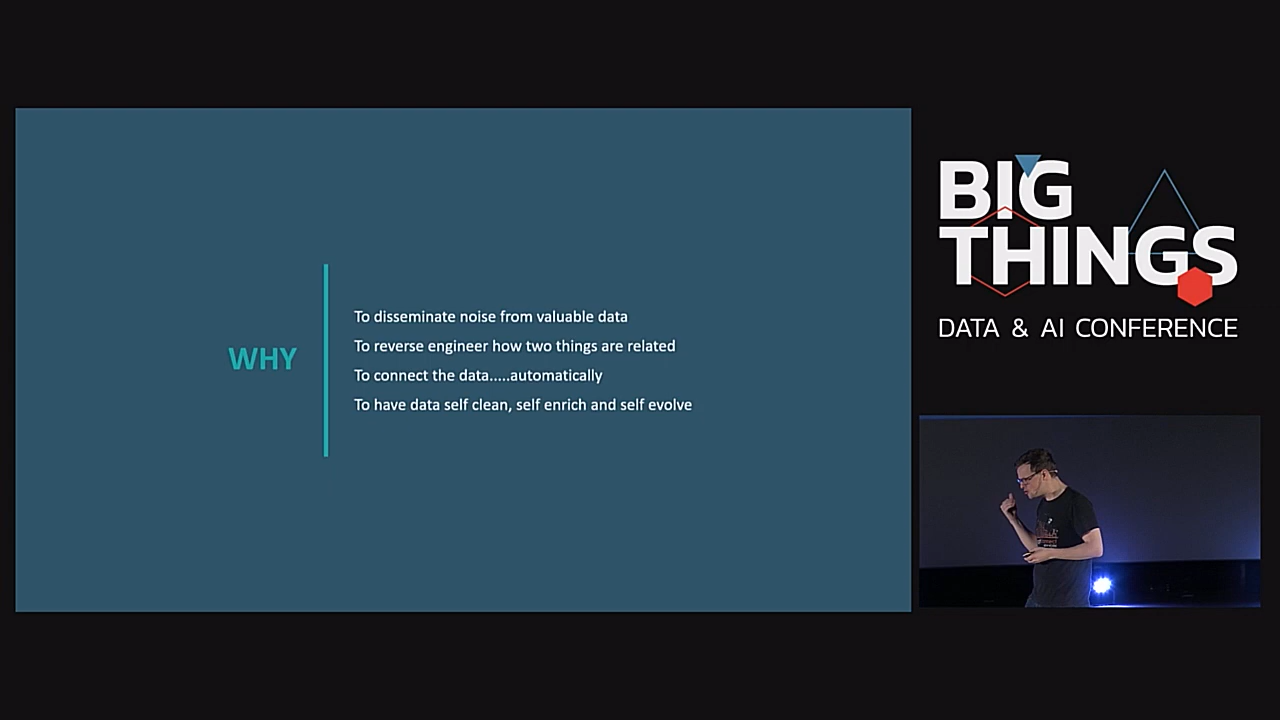 WHY
To disseminate noise from valuable data
To reverse engineer how two things are related
To connect the data.....automatically
To have data self clean, self enrich and self evolve
BIG
THINGS
DATA & AI CONFERENCE